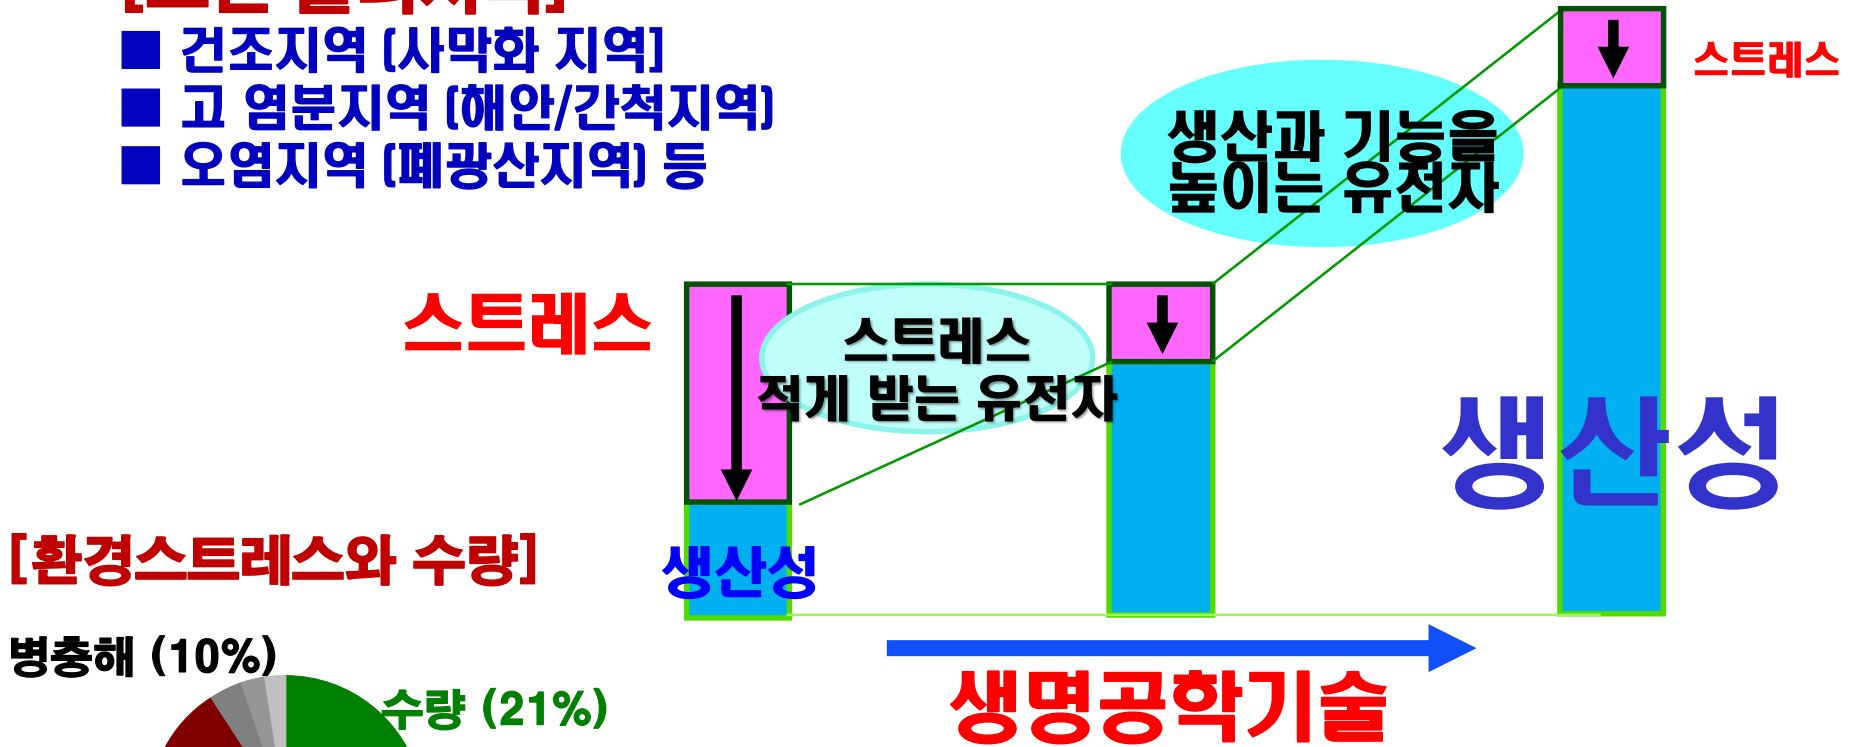 ■ 건조지역 (사막화 지역]
■ 고 염분지역 (해안/간척지역)
■ 오염지역 (폐광산지역) 등
스트레스
생산과 기능을
높이는 유전자
스트레스
스트레스
적게 받는 유전자
생산성
[환경스트레스와 수량]
생산성
병충해 (10%)
수량 (21%)
생명공학기술